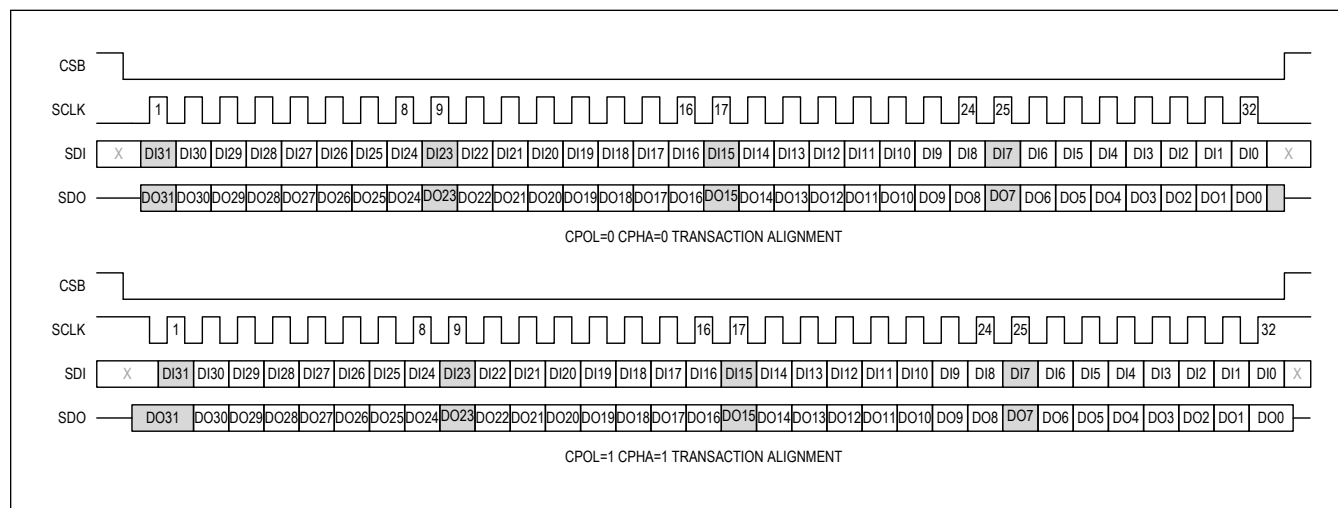 CSB
SCLK 1 8 9 16 17 24 25 32
SDI X DI31 DI30 DI29 DI28 DI27 DI26 DI25 DI24 DI23 DI22 DI21 DI20 DI19 DI18 DI17 DI16 DI15 DI14 DI13 DI12 DI11 DI10 DI9 DI8 DI7 DI6 DI5 DI4 DI3 DI2 DI1 DI0 X
SDO DO31 DO30 DO29 DO28 DO27 DO26 DO25 DO24 DO23 DO22 DO21 DO20 DO19 DO18 DO17 DO16 DO15 DO14 DO13 DO12 DO11 DO10 DO9 DO8 DO7 DO6 DO5 DO4 DO3 DO2 DO1 DO0
CPOL=0 CPHA=0 TRANSACTION ALIGNMENT
CSB
SCLK 1 8 9 16 17 24 25 32
SDI X DI31 DI30 DI29 DI28 DI27 DI26 DI25 DI24 DI23 DI22 DI21 DI20 DI19 DI18 DI17 DI16 DI15 DI14 DI13 DI12 DI11 DI10 DI9 DI8 DI7 DI6 DI5 DI4 DI3 DI2 DI1 DI0 X
SDO DO31 DO30 DO29 DO28 DO27 DO26 DO25 DO24 DO23 DO22 DO21 DO20 DO19 DO18 DO17 DO16 DO15 DO14 DO13 DO12 DO11 DO10 DO9 DO8 DO7 DO6 DO5 DO4 DO3 DO2 DO1 DO0
CPOL=1 CPHA=1 TRANSACTION ALIGNMENT